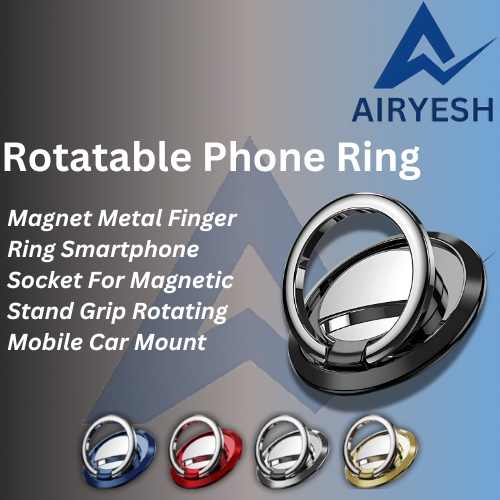 AIRYESH
Rotatable Phone Ring
Magnet Metal Finger
Ring Smartphone
Socket For Magnetic
Stand Grip Rotating
Mobile Car Mount